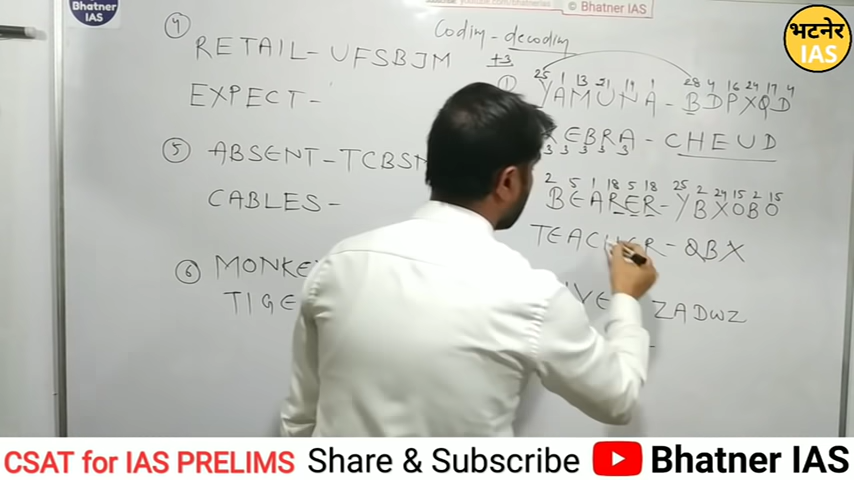 Bhatner
IAS
© Bhatner IAS
भटनेर
IAS
Coding-decoding
+3
④ RETAIL-UFSBJM
EXPECT-
⑤ ABSENT-TCBSM
CABLES-
⑥ MONKE
TIGE
①
25 1 13 21 14 1 28 4 16 24 17 4
YAMUNA-BDPXQD
EBRA-CHEUD
3 3 3 3 3
2 5 1 18 5 18 25 2 24 15 2 15
BEARER-YBXOBO
TEACHER-QBX
ZADWZ
CSAT for IAS PRELIMS Share & Subscribe Bhatner IAS